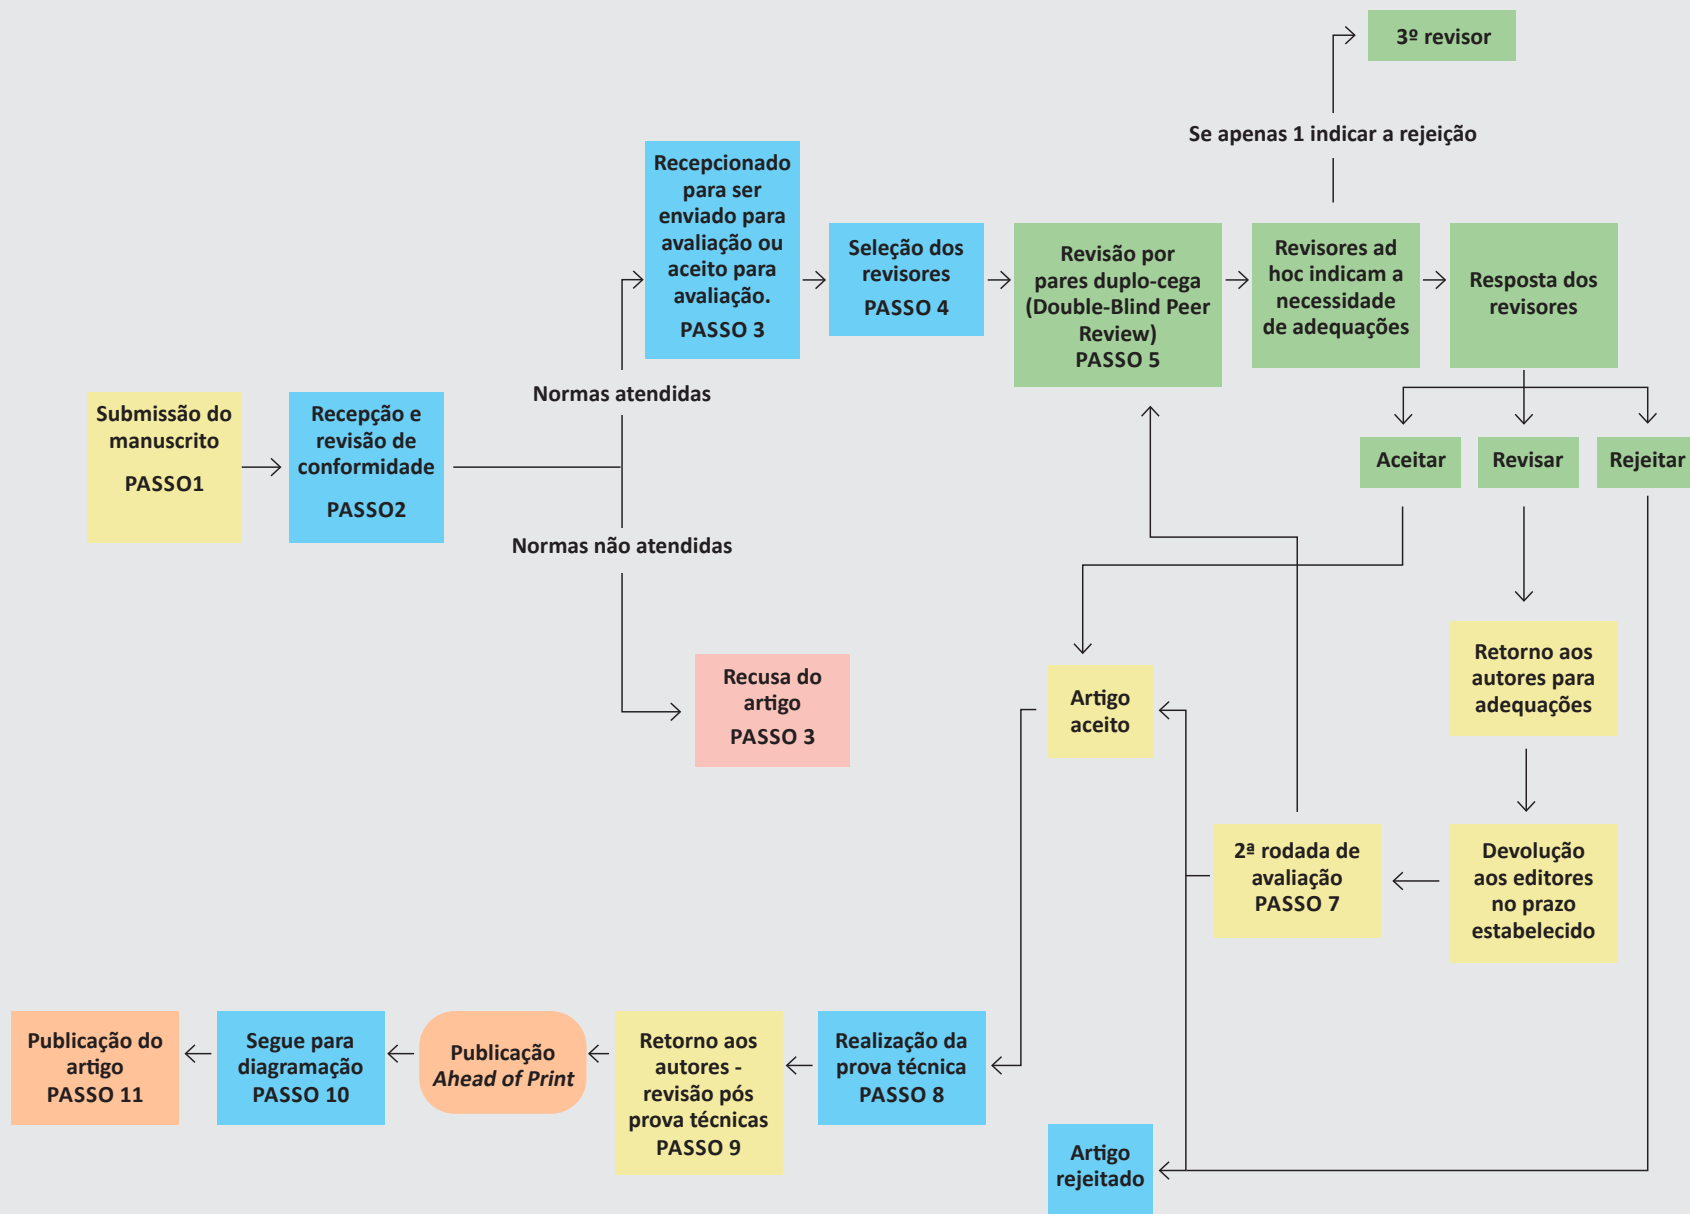 3º revisor
Se apenas 1 indicar a rejeição
Recepcionado
para ser
enviado para
avaliação ou
aceito para
avaliação.
PASSO 3
Seleção dos
revisores
PASSO 4
Revisão por
pares duplo-cega
(Double-Blind Peer
Review)
PASSO 5
Revisores ad
hoc indicam a
necessidade
de adequações
Resposta dos
revisores
Normas atendidas
Submissão do
manuscrito
PASSO1
Recepção e
revisão de
conformidade
PASSO2
Aceitar
Revisar
Rejeitar
Normas não atendidas
Recusa do
artigo
PASSO 3
Artigo
aceito
Retorno aos
autores para
adequações
2ª rodada de
avaliação
PASSO 7
Devolução
aos editores
no prazo
estabelecido
Publicação do
artigo
PASSO 11
Segue para
diagramação
PASSO 10
Publicação
Ahead of Print
Retorno aos
autores -
revisão pós
prova técnicas
PASSO 9
Realização da
prova técnica
PASSO 8
Artigo
rejeitado